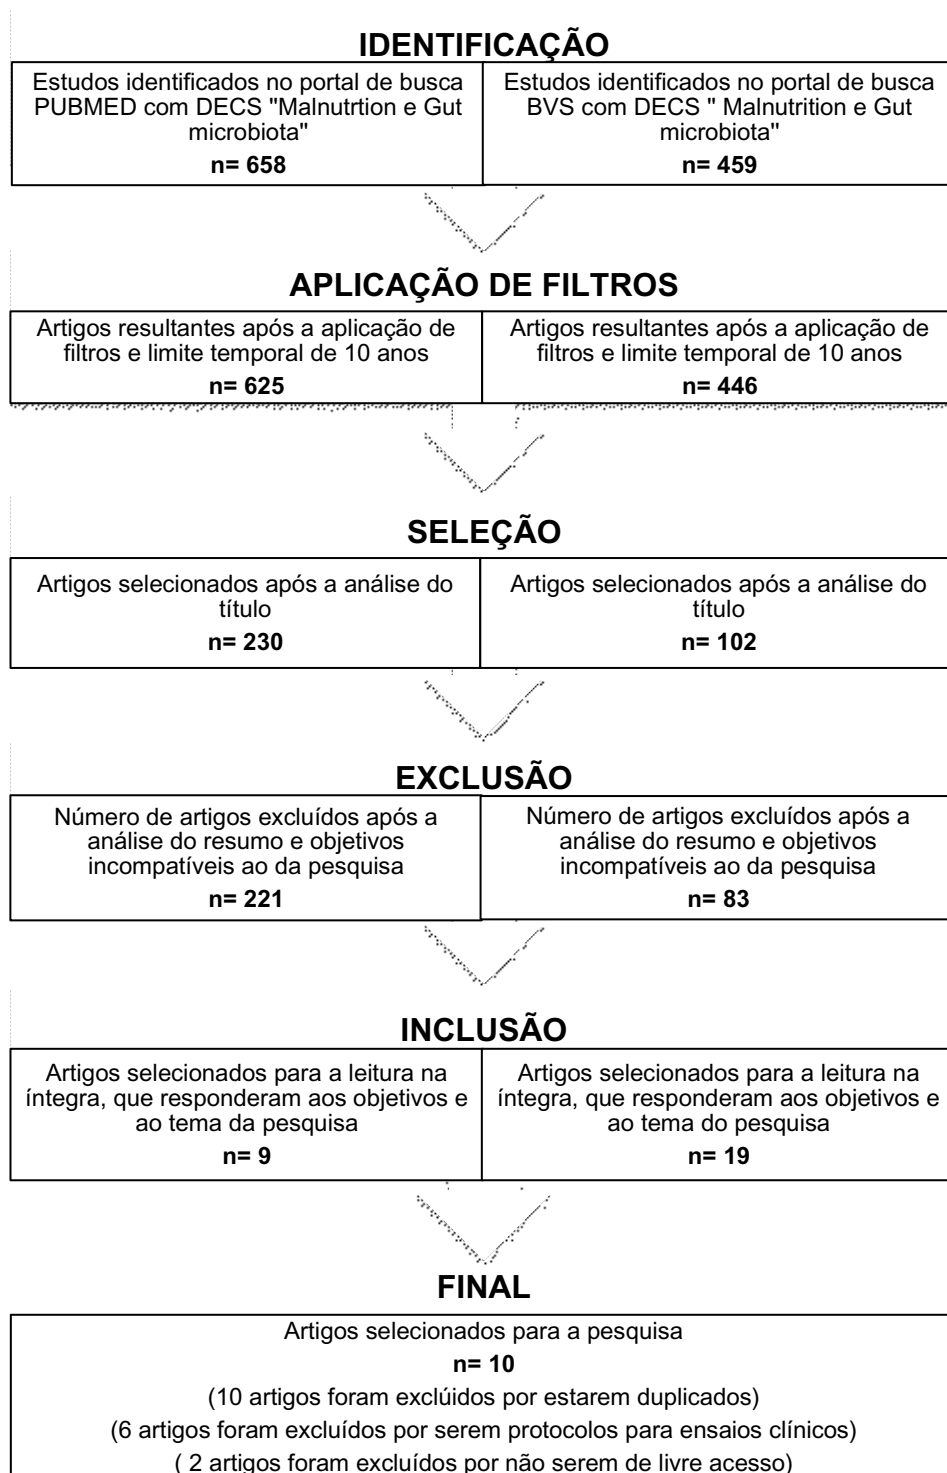 IDENTIFICAÇÃO
Estudos identificados no portal de busca
PUBMED com DECS "Malnutrtion e Gut
microbiota"
n= 658
Estudos identificados no portal de busca
BVS com DECS " Malnutrition e Gut
microbiota"
n= 459
APLICAÇÃO DE FILTROS
Artigos resultantes após a aplicação de
filtros e limite temporal de 10 anos
n= 625
Artigos resultantes após a aplicação de
filtros e limite temporal de 10 anos
n= 446
SELEÇÃO
Artigos selecionados após a análise do
título
n= 230
Artigos selecionados após a análise do
título
n= 102
EXCLUSÃO
Número de artigos excluídos após a
análise do resumo e objetivos
incompatíveis ao da pesquisa
n= 221
Número de artigos excluídos após a
análise do resumo e objetivos
incompatíveis ao da pesquisa
n= 83
INCLUSÃO
Artigos selecionados para a leitura na
íntegra, que responderam aos objetivos e
ao tema da pesquisa
n= 9
Artigos selecionados para a leitura na
íntegra, que responderam aos objetivos e
ao tema do pesquisa
n= 19
FINAL
Artigos selecionados para a pesquisa
n= 10
(10 artigos foram exclúidos por estarem duplicados)
(6 artigos foram excluídos por serem protocolos para ensaios clínicos)
( 2 artigos foram excluídos por não serem de livre acesso)